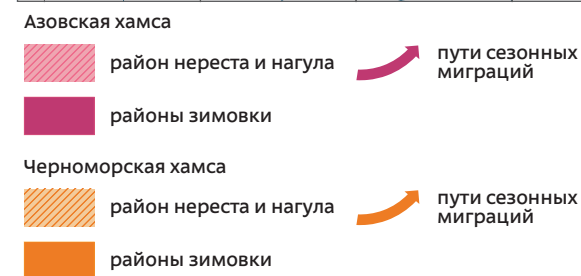 Азовская хамса
район нереста и нагула
пути сезонных
миграций
районы зимовки
Черноморская хамса
район нереста и нагула
пути сезонных
миграций
районы зимовки